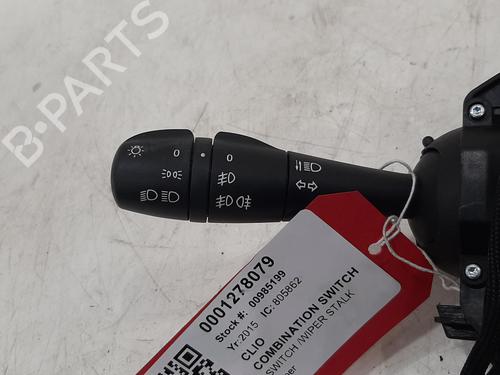 B-PARTS
0
0
0001278079
Stock #: 00985199
Yr:2015 IC: 805862
CLIO
COMBINATION SWITCH
SWITCH /WIPER STALK